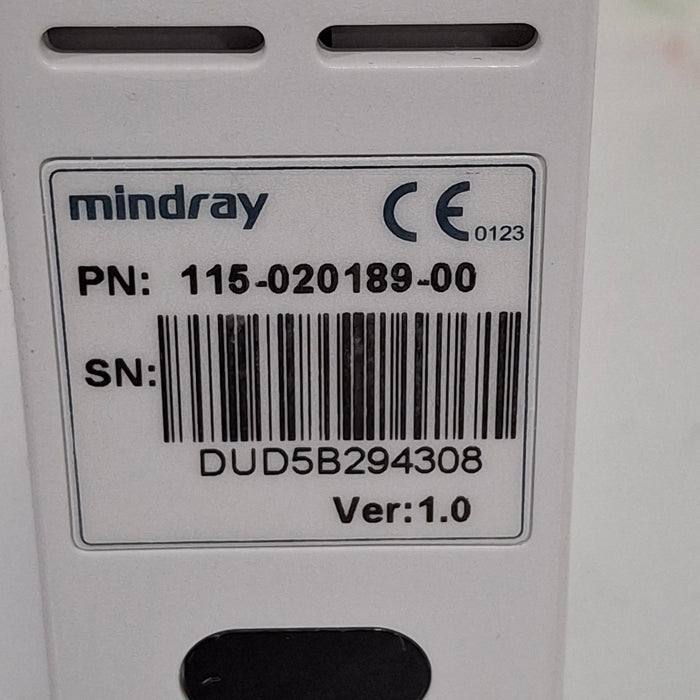 mindray CE 0123
PN: 115-020189-00
SN:
DUD5B294308
Ver:1.0